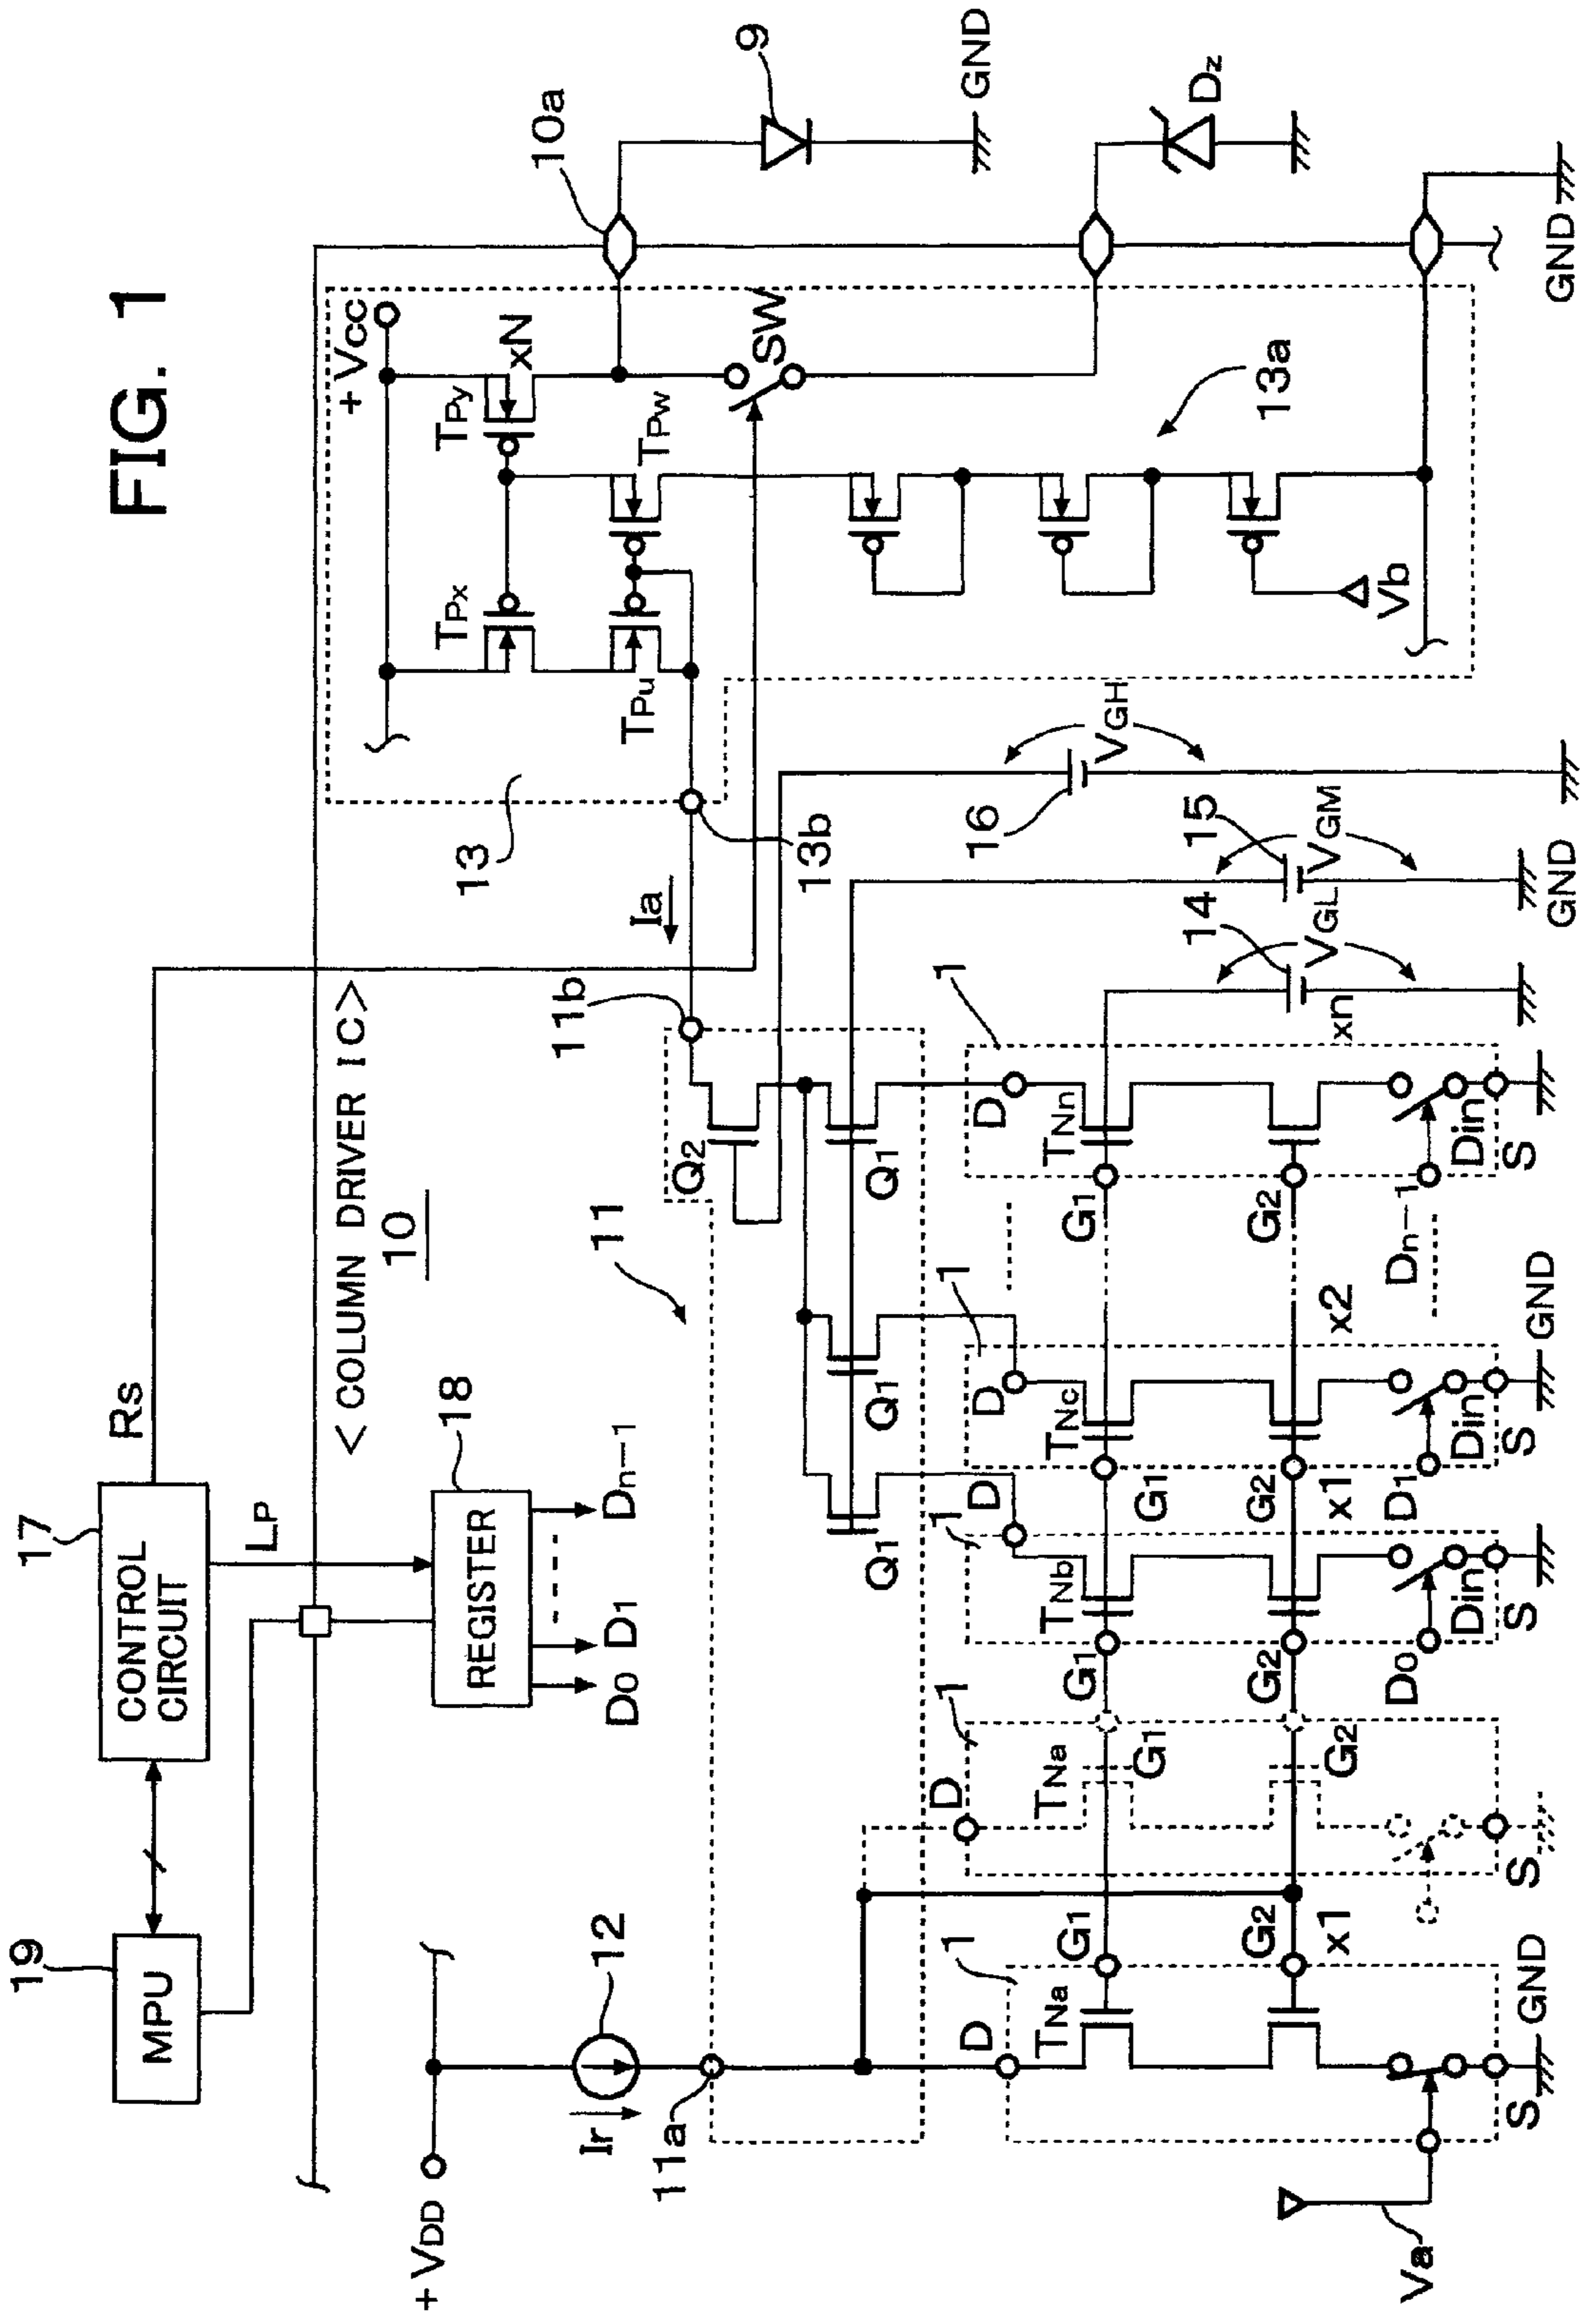 FIG. 1
19
MPU
17
CONTROL
CIRCUIT
Rs
LP
18
REGISTER
D0
D1
Dn-1
< COLUMN DRIVER IC>
10
+VDD
Ir
12
11a
11
11b
Ia
13
13b
+Vcc
TPx
TPy
xN
TPu
TPw
SW
10a
9
GND
Dz
13a
Vb
GND
Q2
Q1
Q1
Q1
16
VGH
15
VGM
14
VGL
GND
1
D
TNa
G1
G2
x1
S
GND
Va
1
D
TNa
G1
G2
S
1
D
TNb
G1
G2
x1
D0
Din
S
1
D
TNc
G1
G2
x2
D1
Din
S
GND
1
D
TNn
G1
G2
xn
Dn-1
Din
S